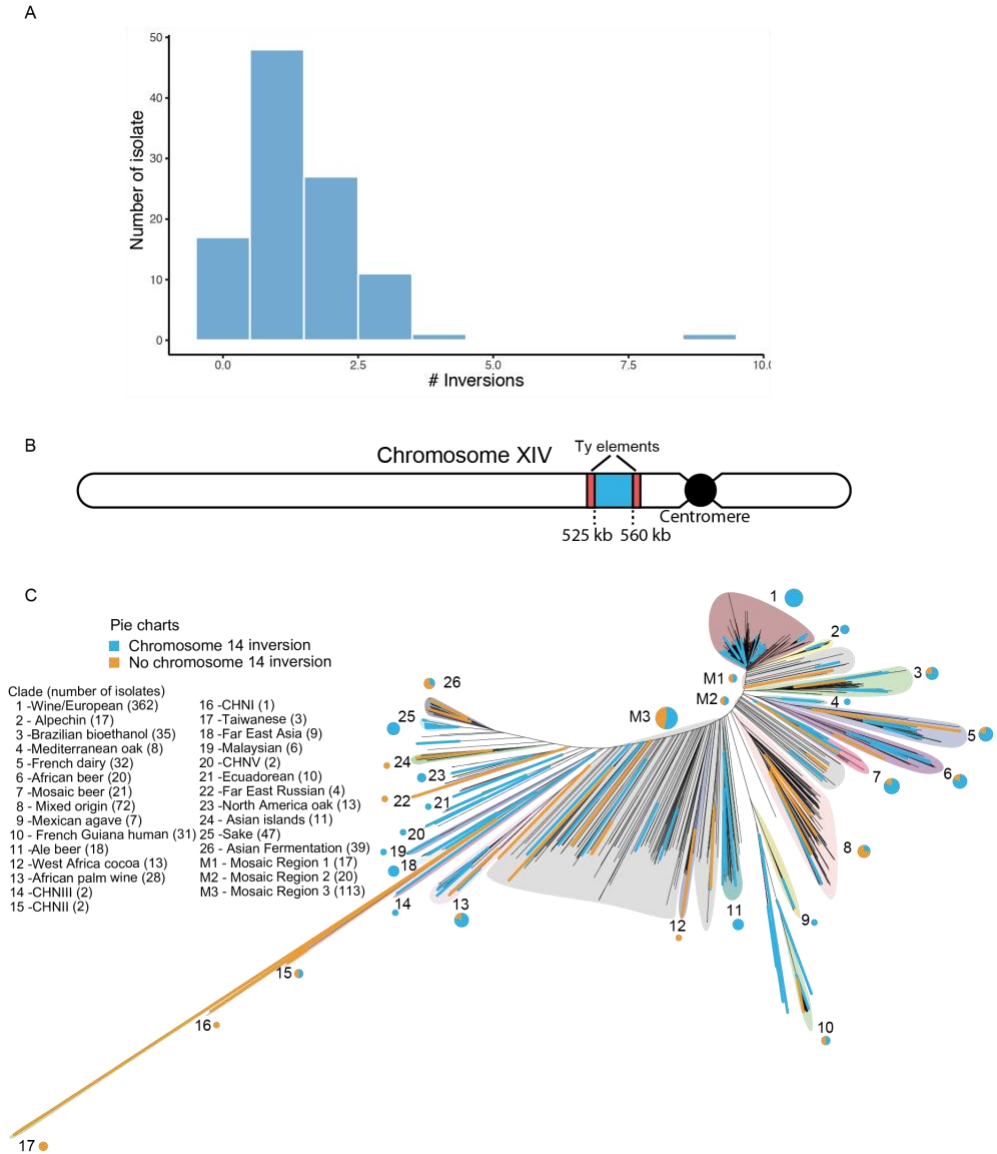 A
50
40
30
20
10
0
Number of isolate
0.0 2.5 5.0 7.5 10.0
# Inversions
B
Chromosome XIV
Ty elements
Centromere
525 kb 560 kb
C
Pie charts
Chromosome 14 inversion
No chromosome 14 inversion
Clade (number of isolates)
1 -Wine/European (362)
2 - Alpechin (17)
3 -Brazilian bioethanol (35)
4 -Mediterranean oak (8)
5 -French dairy (32)
6 -African beer (20)
7 -Mosaic beer (21)
8 - Mixed origin (72)
9 -Mexican agave (7)
10 - French Guiana human (31)
11 -Ale beer (18)
12 -West Africa cocoa (13)
13 -African palm wine (28)
14 -CHNIII (2)
15 -CHNII (2)
16 -CHNI (1)
17 -Taiwanese (3)
18 -Far East Asia (9)
19 -Malaysian (6)
20 -CHNV (2)
21 -Ecuadorean (10)
22 -Far East Russian (4)
23 -North America oak (13)
24 - Asian islands (11)
25 -Sake (47)
26 -Asian Fermentation (39)
M1 - Mosaic Region 1 (17)
M2 - Mosaic Region 2 (20)
M3 - Mosaic Region 3 (113)
1
2
3
4
5
6
7
8
9
10
11
12
13
14
15
16
17
18
19
20
21
22
23
24
25
26
M1
M2
M3